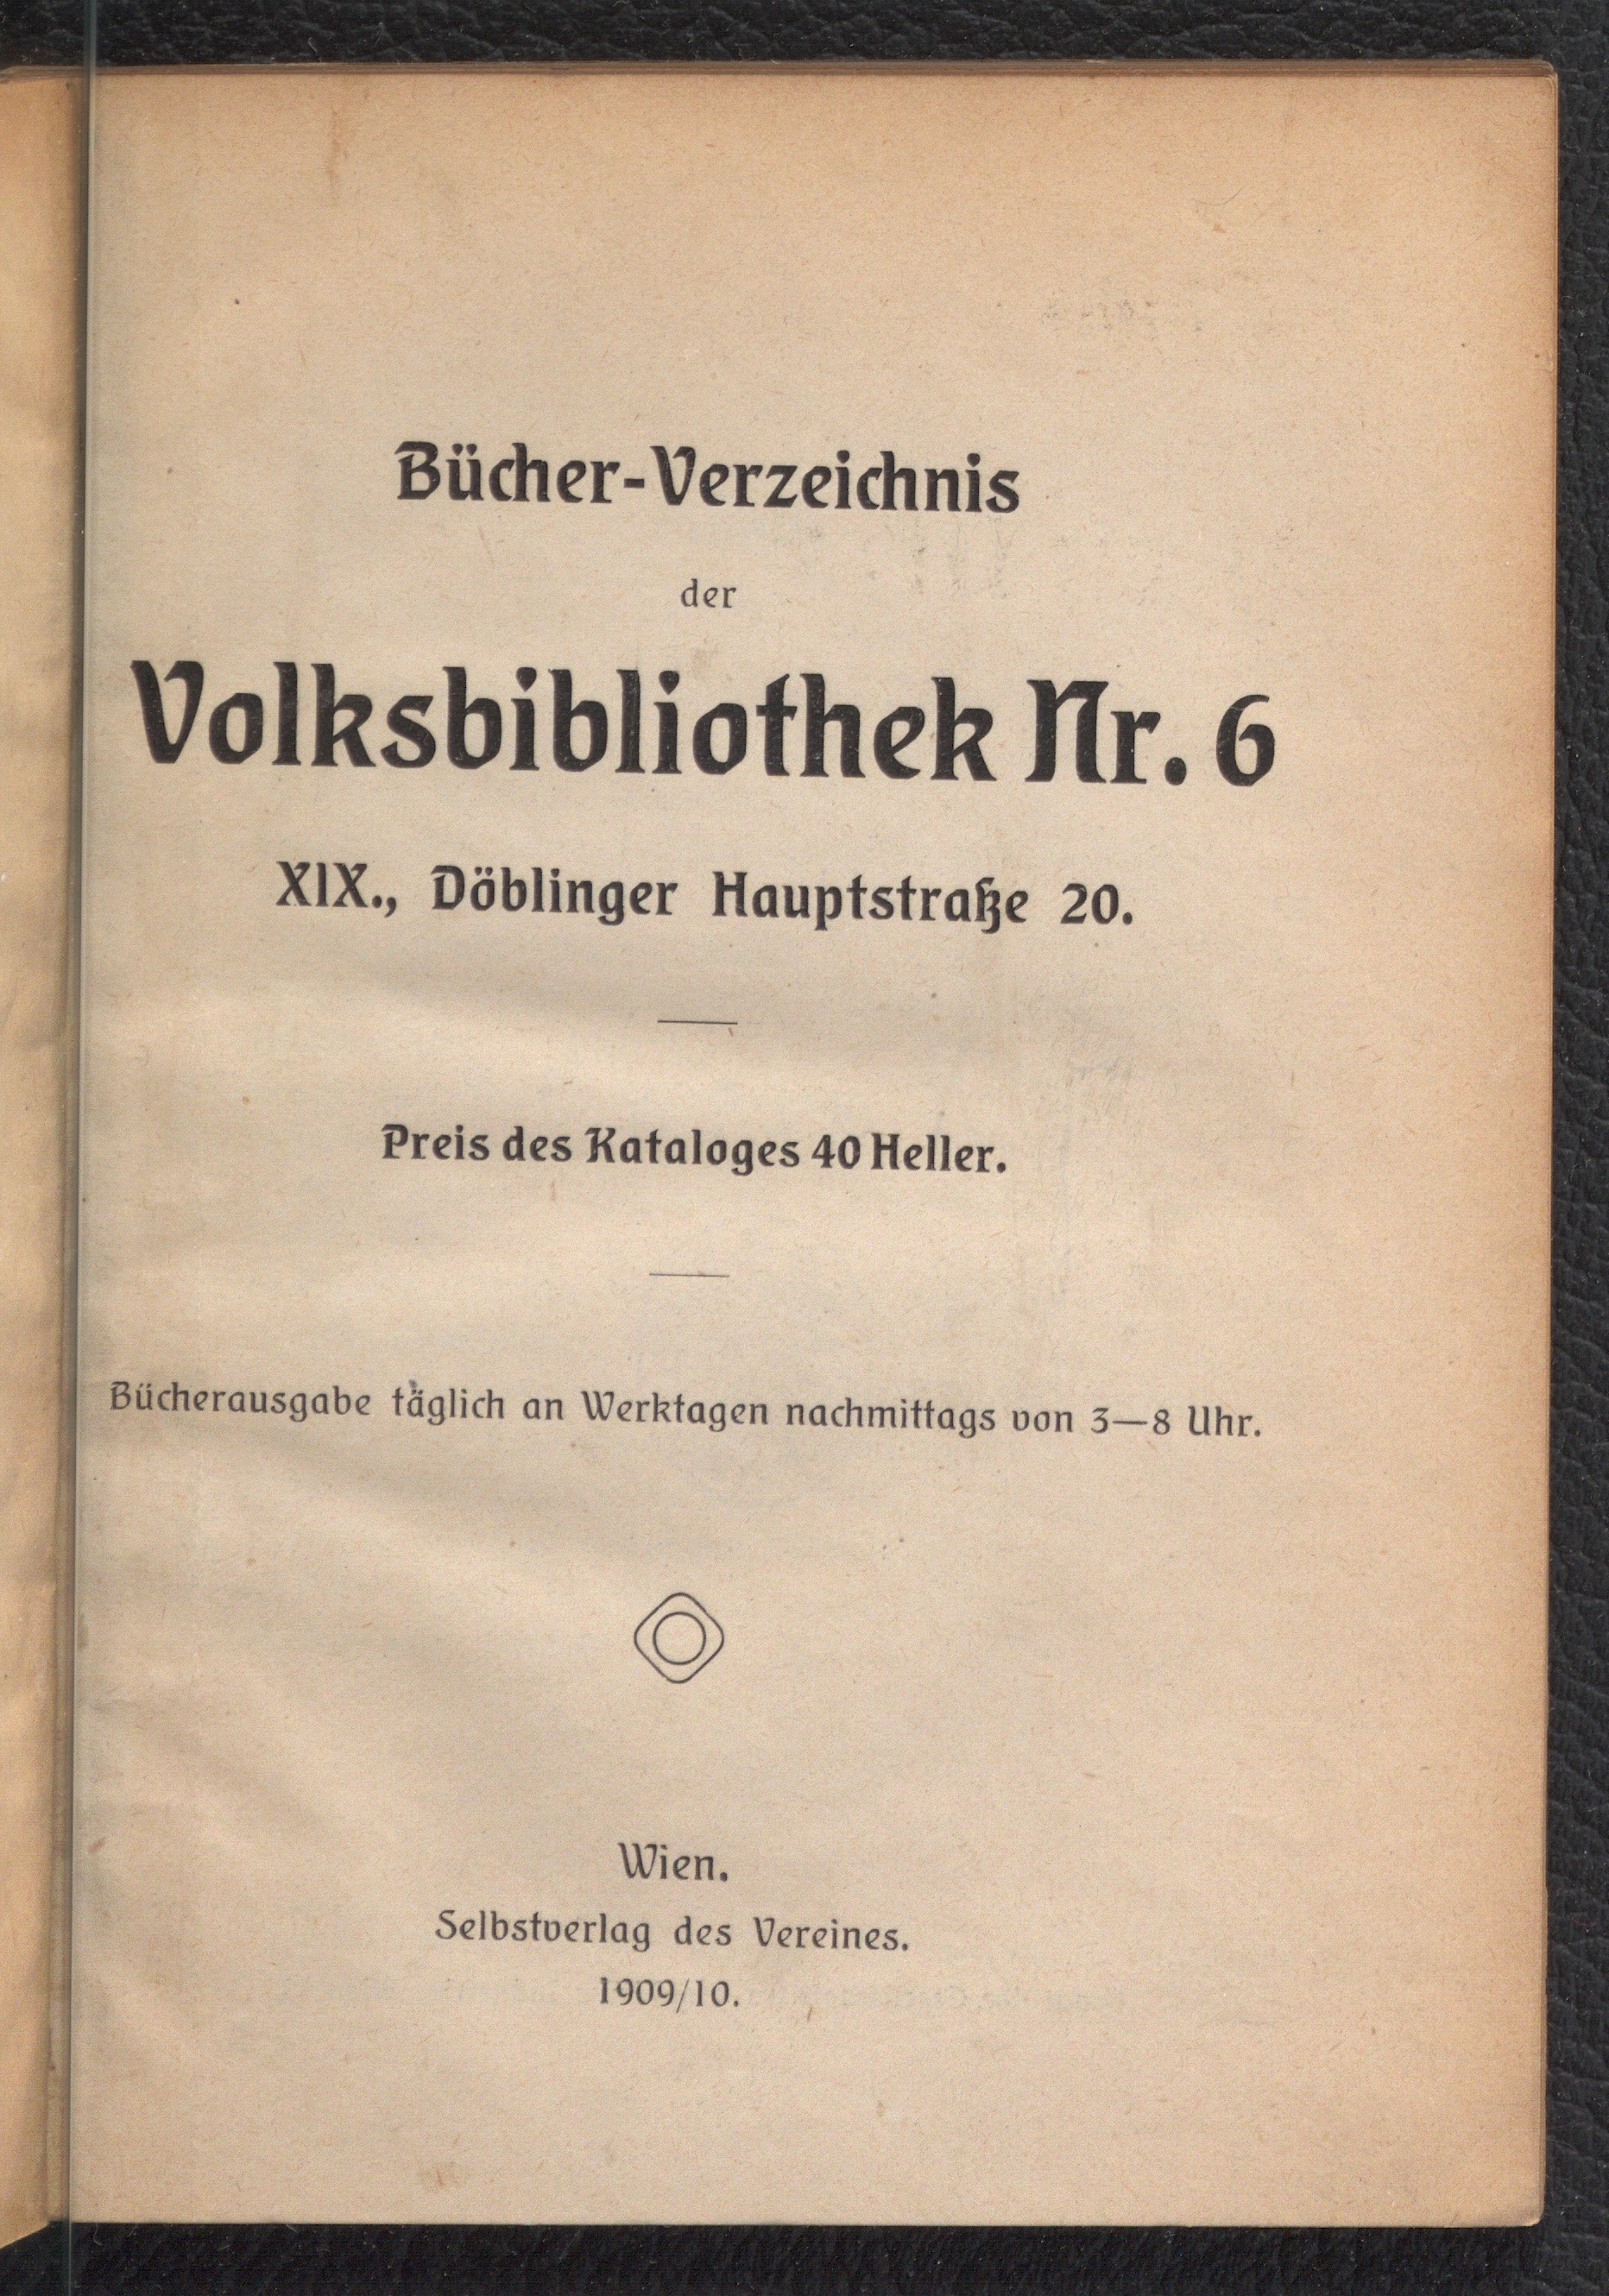 Bücher-Verzeichnis
der
Volksbibliothek Nr. 6
XIX., Döblinger Hauptstraße 20.
Preis des Kataloges 40 Heller.
Bücherausgabe täglich an Werktagen nachmittags von 3—8 Uhr.
Wien.
Selbstverlag des Vereines.
1909/10.